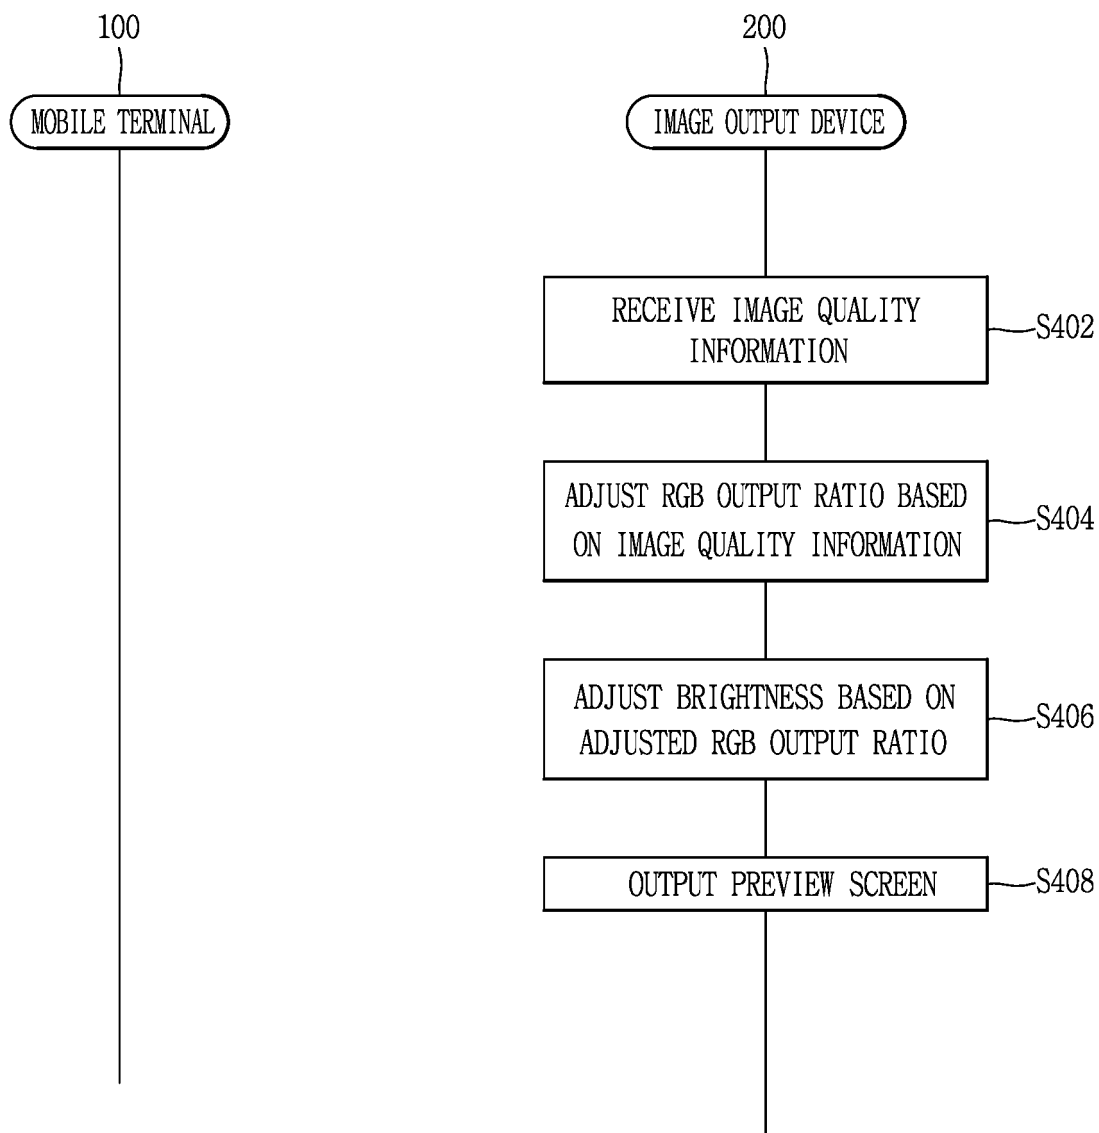 100
200
MOBILE TERMINAL
IMAGE OUTPUT DEVICE
RECEIVE IMAGE QUALITY
INFORMATION
S402
ADJUST RGB OUTPUT RATIO BASED
ON IMAGE QUALITY INFORMATION
S404
ADJUST BRIGHTNESS BASED ON
ADJUSTED RGB OUTPUT RATIO
S406
OUTPUT PREVIEW SCREEN
S408